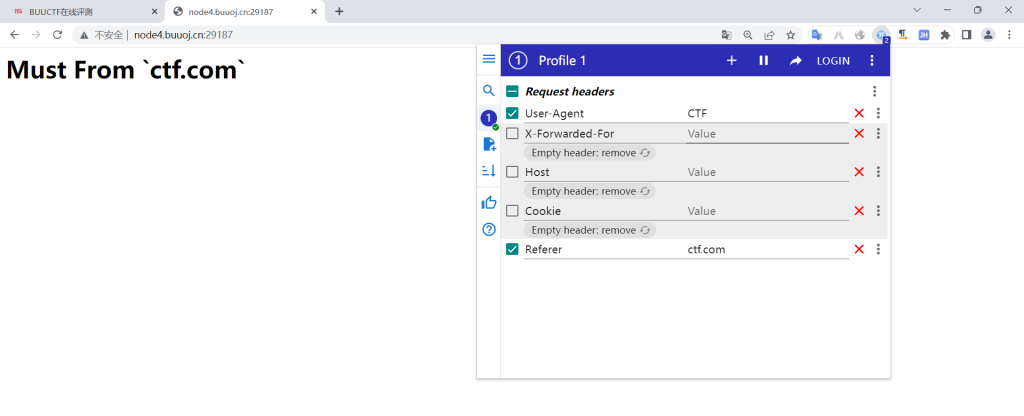 BUUCTF在线评测
node4.buuoj.cn:29187
不安全 | node4.buuoj.cn:29187
2
Must From `ctf.com`
1 Profile 1
LOGIN
Request headers
1
User-Agent CTF
X-Forwarded-For Value
Empty header: remove
Host Value
Empty header: remove
Cookie Value
Empty header: remove
Referer ctf.com